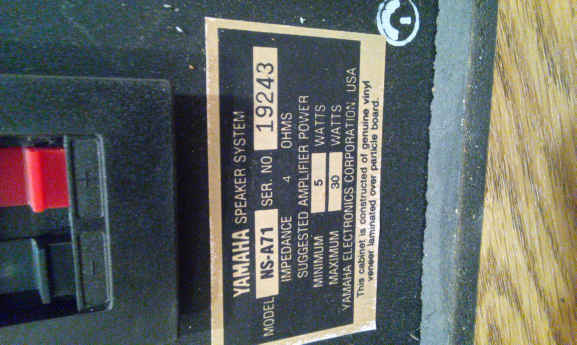 YAMAHA SPEAKER SYSTEM
MODEL NS-A71 SER. NO. 19243
IMPEDANCE 4 OHMS
SUGGESTED AMPLIFIER POWER
MINIMUM 5 WATTS
MAXIMUM 30 WATTS
YAMAHA ELECTRONICS CORPORATION USA
This cabinet is constructed of genuine vinyl
veneer laminated over particle board.